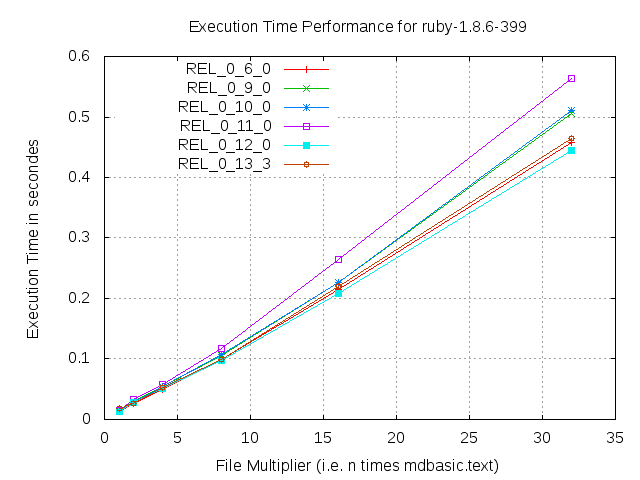 Execution Time Performance for ruby-1.8.6-399
0.6
0.5
0.4
0.3
0.2
0.1
0
REL_0_6_0
REL_0_9_0
REL_0_10_0
REL_0_11_0
REL_0_12_0
REL_0_13_3
Execution Time in secondes
0 5 10 15 20 25 30 35
File Multiplier (i.e. n times mdbasic.text)